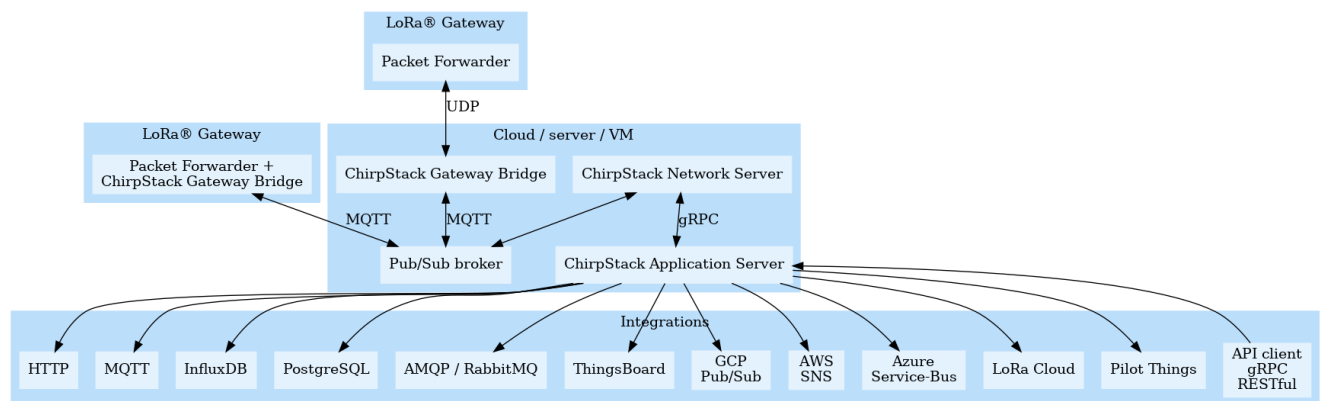 LoRa® Gateway
Packet Forwarder
UDP
LoRa® Gateway
Packet Forwarder +
ChirpStack Gateway Bridge
Cloud / server / VM
ChirpStack Gateway Bridge
ChirpStack Network Server
MQTT
MQTT
gRPC
Pub/Sub broker
ChirpStack Application Server
Integrations
HTTP
MQTT
InfluxDB
PostgreSQL
AMQP / RabbitMQ
ThingsBoard
GCP
Pub/Sub
AWS
SNS
Azure
Service-Bus
LoRa Cloud
Pilot Things
API client
gRPC
RESTful